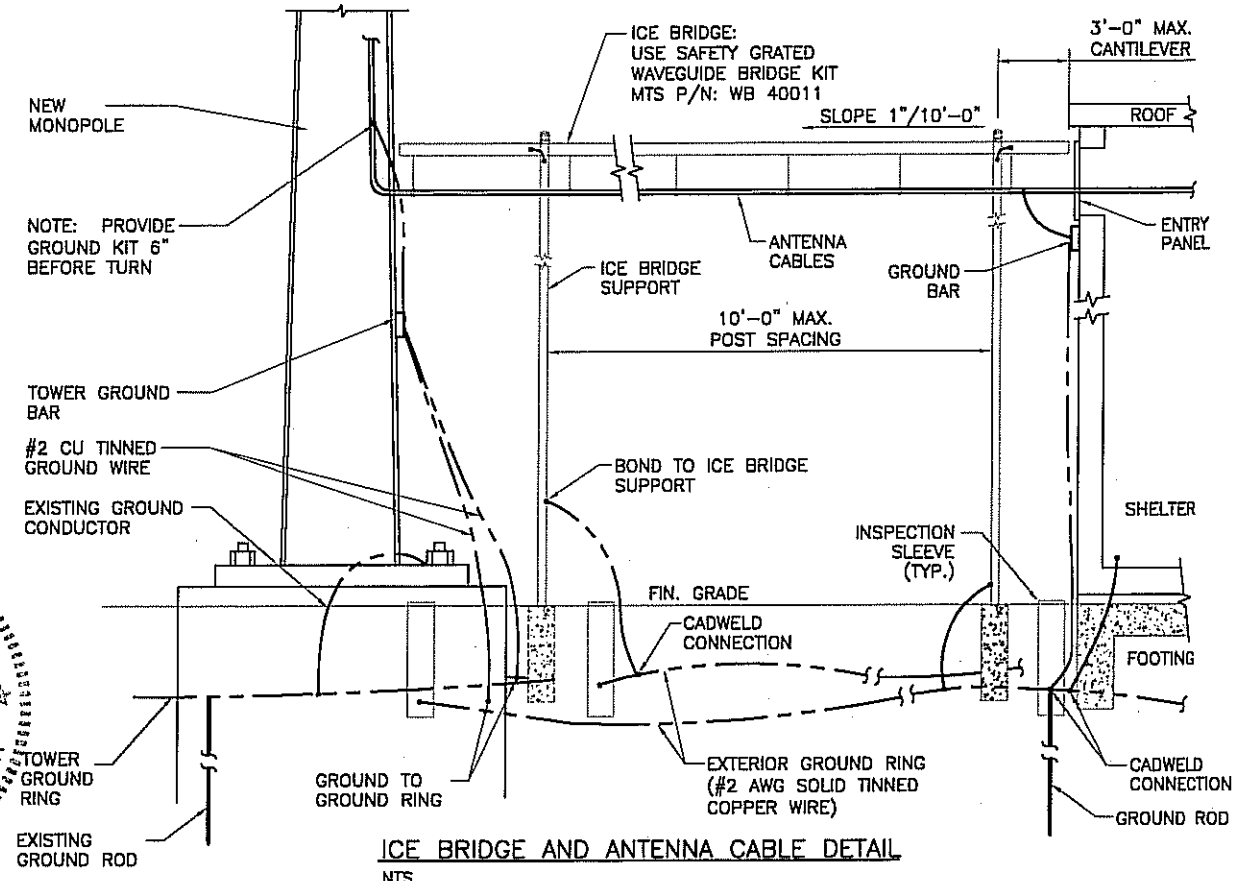 ICE BRIDGE:
USE SAFETY GRATED
WAVEGUIDE BRIDGE KIT
MTS P/N: WB 40011
3'-0" MAX.
CANTILEVER
NEW
MONOPOLE
SLOPE 1"/10'-0"
ROOF
NOTE: PROVIDE
GROUND KIT 6"
BEFORE TURN
ANTENNA
CABLES
ENTRY
PANEL
ICE BRIDGE
SUPPORT
GROUND
BAR
10'-0" MAX.
POST SPACING
TOWER GROUND
BAR
#2 CU TINNED
GROUND WIRE
BOND TO ICE BRIDGE
SUPPORT
EXISTING GROUND
CONDUCTOR
SHELTER
INSPECTION
SLEEVE
(TYP.)
FIN. GRADE
CADWELD
CONNECTION
FOOTING
TOWER
GROUND
RING
GROUND TO
GROUND RING
EXTERIOR GROUND RING
(#2 AWG SOLID TINNED
COPPER WIRE)
CADWELD
CONNECTION
GROUND ROD
EXISTING
GROUND ROD
ICE BRIDGE AND ANTENNA CABLE DETAIL
NTS